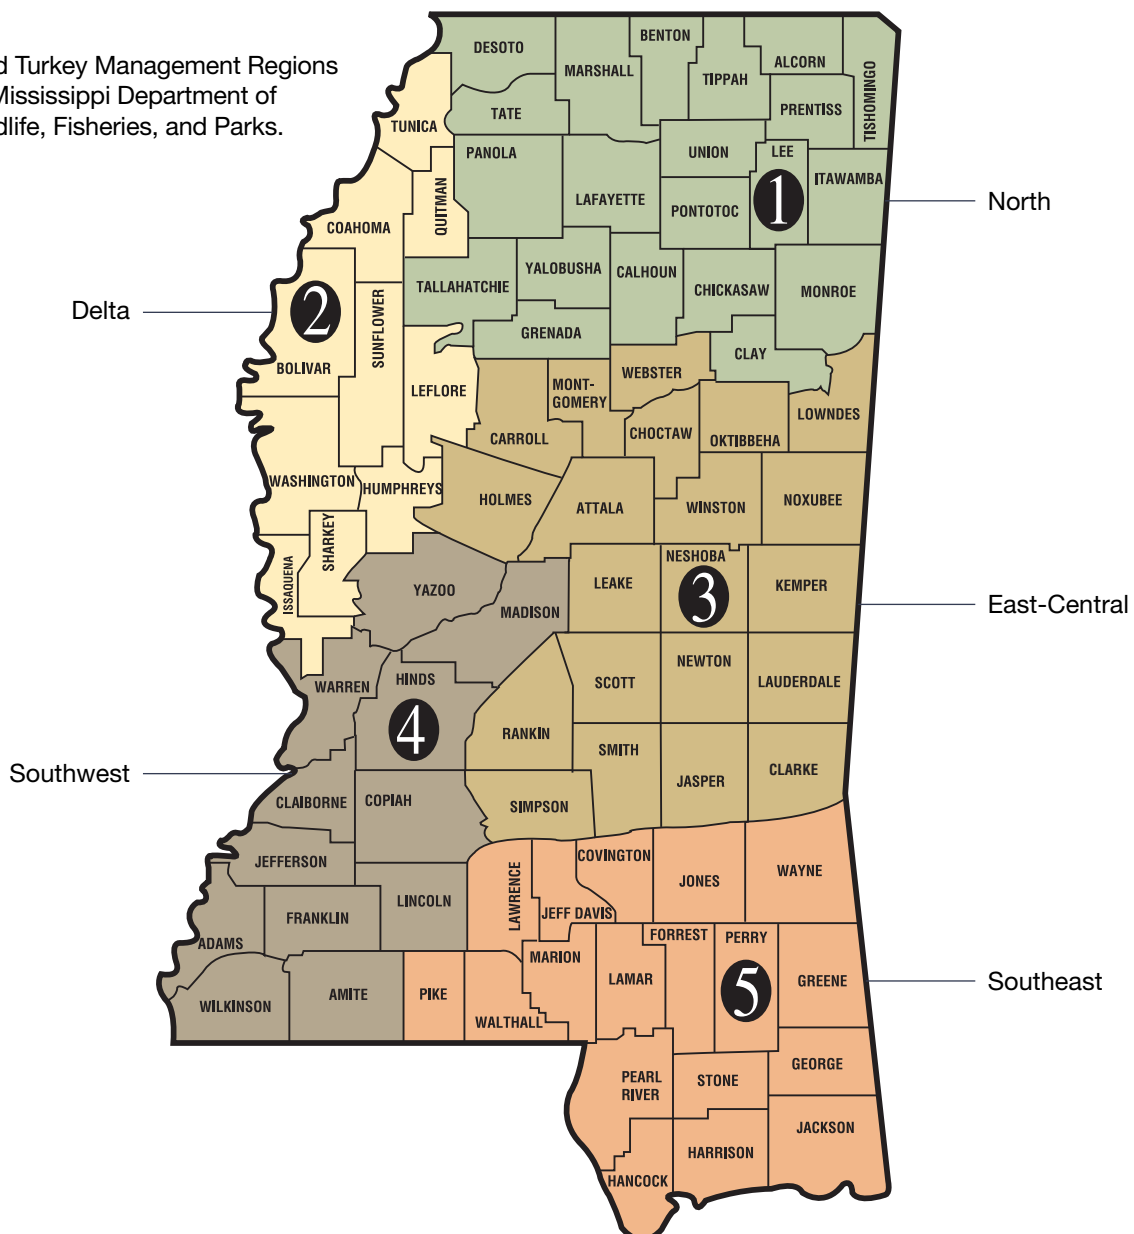 Turkey Management Regions
Mississippi Department of
Fisheries, and Parks.
DESOTO
BENTON
MARSHALL
TIPPAH
ALCORN
TISHOMINGO
TATE
PRENTISS
TUNICA
PANOLA
UNION
LEE
ITAWAMBA
QUITMAN
LAFAYETTE
PONTOTOC
1
North
COAHOMA
TALLAHATCHIE
YALOBUSHA
CALHOUN
CHICKASAW
MONROE
Delta
2
SUNFLOWER
GRENADA
CLAY
BOLIVAR
LEFLORE
MONT-
GOMERY
WEBSTER
LOWNDES
CARROLL
CHOCTAW
OKTIBBEHA
WASHINGTON
HUMPHREYS
HOLMES
ATTALA
WINSTON
NOXUBEE
SHARKEY
ISSAQUENA
YAZOO
MADISON
LEAKE
NESHOBA
3
KEMPER
East-Central
WARREN
HINDS
SCOTT
NEWTON
LAUDERDALE
4
RANKIN
SMITH
JASPER
CLARKE
Southwest
CLAIBORNE
COPIAH
SIMPSON
JEFFERSON
LAWRENCE
COVINGTON
JONES
WAYNE
FRANKLIN
LINCOLN
JEFF DAVIS
ADAMS
MARION
FORREST
PERRY
WILKINSON
AMITE
PIKE
WALTHALL
LAMAR
5
GREENE
Southeast
PEARL
RIVER
STONE
GEORGE
HARRISON
JACKSON
HANCOCK